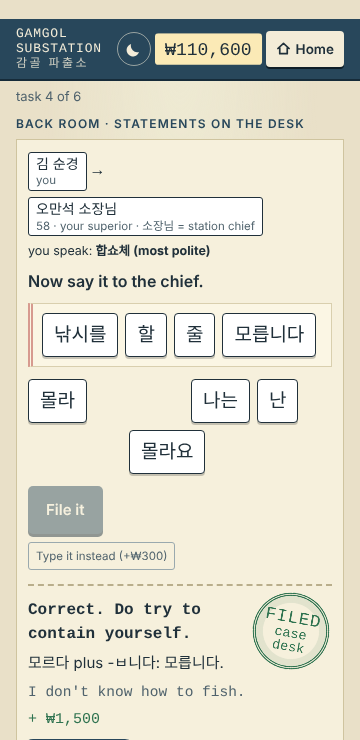 GAMGOL
SUBSTATION
감골 파출소
₩110,600
Home
task 4 of 6
BACK ROOM · STATEMENTS ON THE DESK
김 순경
you
→
오만석 소장님
58 · your superior · 소장님 = station chief
you speak: 합쇼체 (most polite)
Now say it to the chief.
낚시를 할 줄 모릅니다
몰라 나는 난
몰라요
File it
Type it instead (+₩300)
Correct. Do try to
contain yourself.
FILED
case
desk
모르다 plus -ㅂ니다: 모릅니다.
I don't know how to fish.
+ ₩1,500